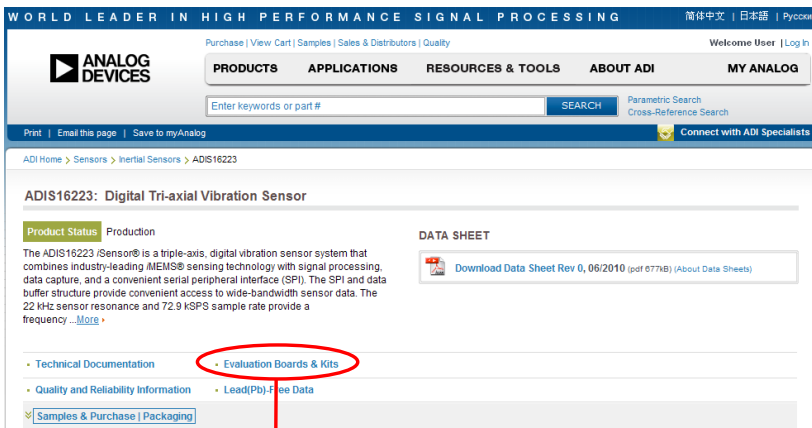 WORLD LEADER IN HIGH PERFORMANCE SIGNAL PROCESSING 简体中文 | 日本語 | Русски
Purchase | View Cart | Samples | Sales & Distributors | Quality Welcome User | Log In
ANALOG DEVICES
PRODUCTS APPLICATIONS RESOURCES & TOOLS ABOUT ADI MY ANALOG
Enter keywords or part # SEARCH Parametric Search
Cross-Reference Search
Print | Email this page | Save to myAnalog Connect with ADI Specialists
ADI Home > Sensors > Inertial Sensors > ADIS16223
ADIS16223: Digital Tri-axial Vibration Sensor
Product Status Production
DATA SHEET
The ADIS16223 iSensor® is a triple-axis, digital vibration sensor system that
combines industry-leading iMEMS® sensing technology with signal processing,
data capture, and a convenient serial peripheral interface (SPI). The SPI and data
buffer structure provide convenient access to wide-bandwidth sensor data. The
22 kHz sensor resonance and 72.9 kSPS sample rate provide a
frequency ...More
Download Data Sheet Rev 0, 06/2010 (pdf 677kB) (About Data Sheets)
Technical Documentation Evaluation Boards & Kits
Quality and Reliability Information Lead(Pb)-Free Data
Samples & Purchase | Packaging